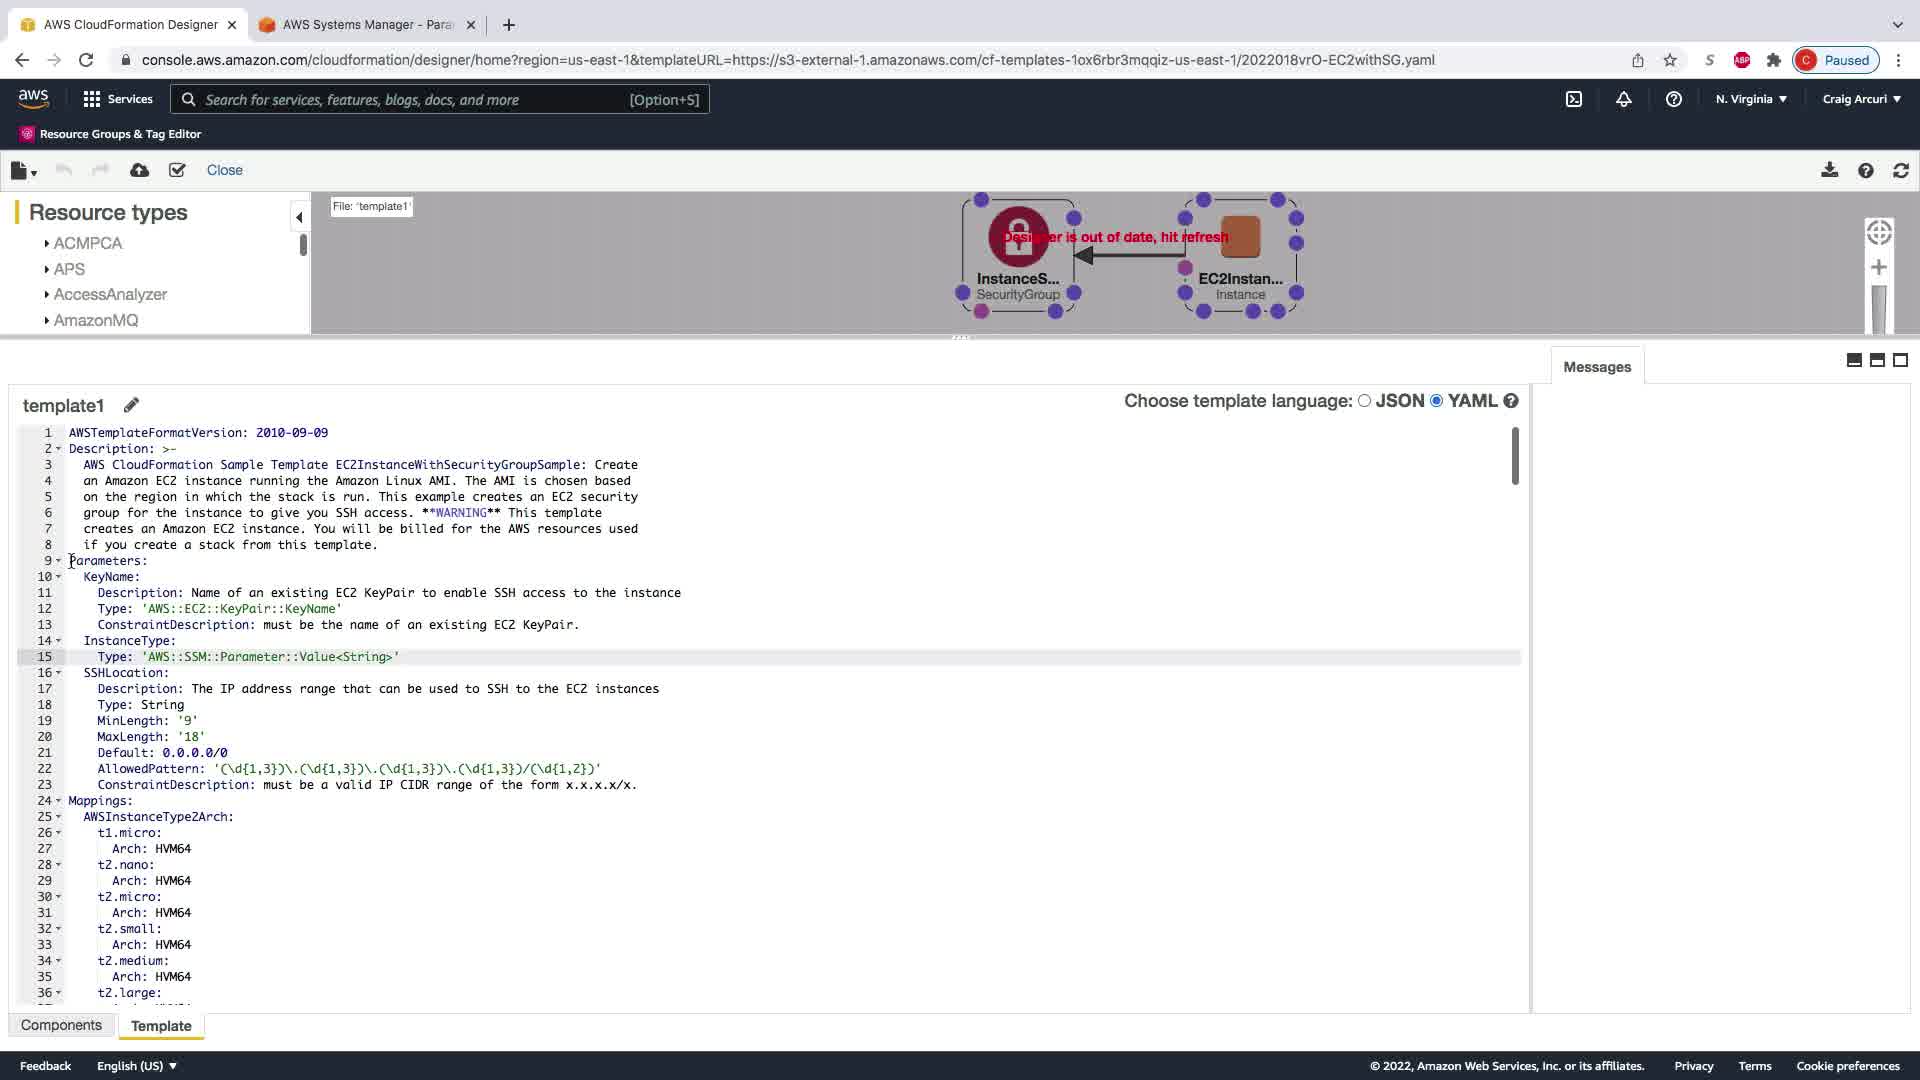 AWS CloudFormation Designer
AWS Systems Manager - Para
console.aws.amazon.com/cloudformation/designer/home?region=us-east-1&templateURL=https://s3-external-1.amazonaws.com/cf-templates-1ox6rbr3mqqiz-us-east-1/2022018vrO-EC2withSG.yaml
S
ABP
C
Paused
aws
Services
Search for services, features, blogs, docs, and more
[Option+S]
N. Virginia
Craig Arcuri
Resource Groups & Tag Editor
Close
Resource types
ACMPCA
APS
AccessAnalyzer
AmazonMQ
File: 'template1'
Designer is out of date, hit refresh
InstanceS...
SecurityGroup
EC2Instan...
Instance
Messages
template1
Choose template language: JSON YAML
1 AWSTemplateFormatVersion: 2010-09-09
2 Description: >-
3 AWS CloudFormation Sample Template EC2InstanceWithSecurityGroupSample: Create
4 an Amazon EC2 instance running the Amazon Linux AMI. The AMI is chosen based
5 on the region in which the stack is run. This example creates an EC2 security
6 group for the instance to give you SSH access. **WARNING** This template
7 creates an Amazon EC2 instance. You will be billed for the AWS resources used
8 if you create a stack from this template.
9 Parameters:
10 KeyName:
11 Description: Name of an existing EC2 KeyPair to enable SSH access to the instance
12 Type: 'AWS::EC2::KeyPair::KeyName'
13 ConstraintDescription: must be the name of an existing EC2 KeyPair.
14 InstanceType:
15 Type: 'AWS::SSM::Parameter::Value<String>'
16 SSHLocation:
17 Description: The IP address range that can be used to SSH to the EC2 instances
18 Type: String
19 MinLength: '9'
20 MaxLength: '18'
21 Default: 0.0.0.0/0
22 AllowedPattern: '(\d{1,3})\.(\d{1,3})\.(\d{1,3})\.(\d{1,3})/(\d{1,2})'
23 ConstraintDescription: must be a valid IP CIDR range of the form x.x.x.x/x.
24 Mappings:
25 AWSInstanceType2Arch:
26 t1.micro:
27 Arch: HVM64
28 t2.nano:
29 Arch: HVM64
30 t2.micro:
31 Arch: HVM64
32 t2.small:
33 Arch: HVM64
34 t2.medium:
35 Arch: HVM64
36 t2.large:
Components
Template
Feedback
English (US)
© 2022, Amazon Web Services, Inc. or its affiliates.
Privacy
Terms
Cookie preferences